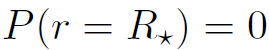 P(r = R⋆) = 0